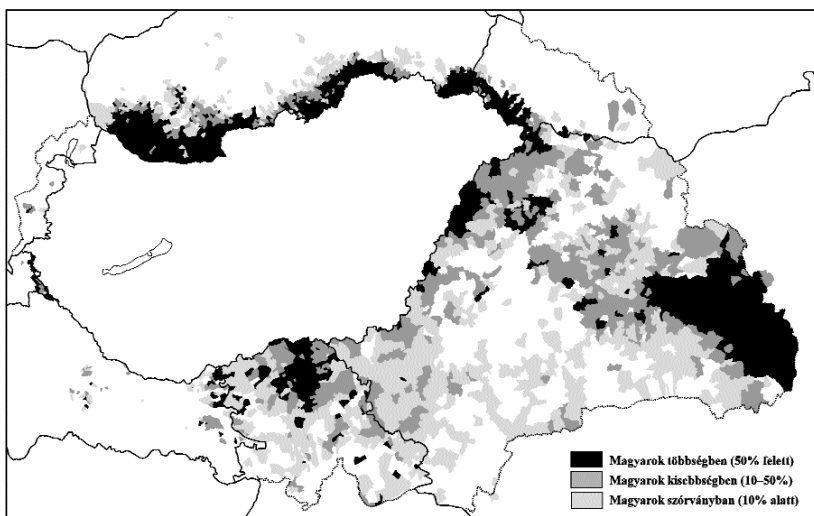 Magyarok többségben (50% felett)
Magyarok kisebbségben (10–50%)
Magyarok szórványban (10% alatt)